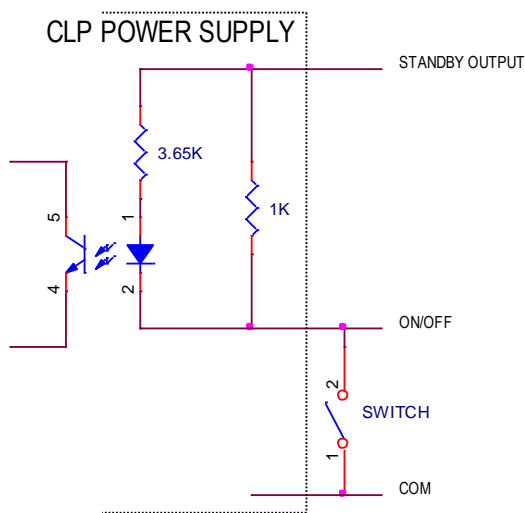 CLP POWER SUPPLY
STANDBY OUTPUT
3.65K
1K
5
1
4
2
ON/OFF
2
SWITCH
1
COM